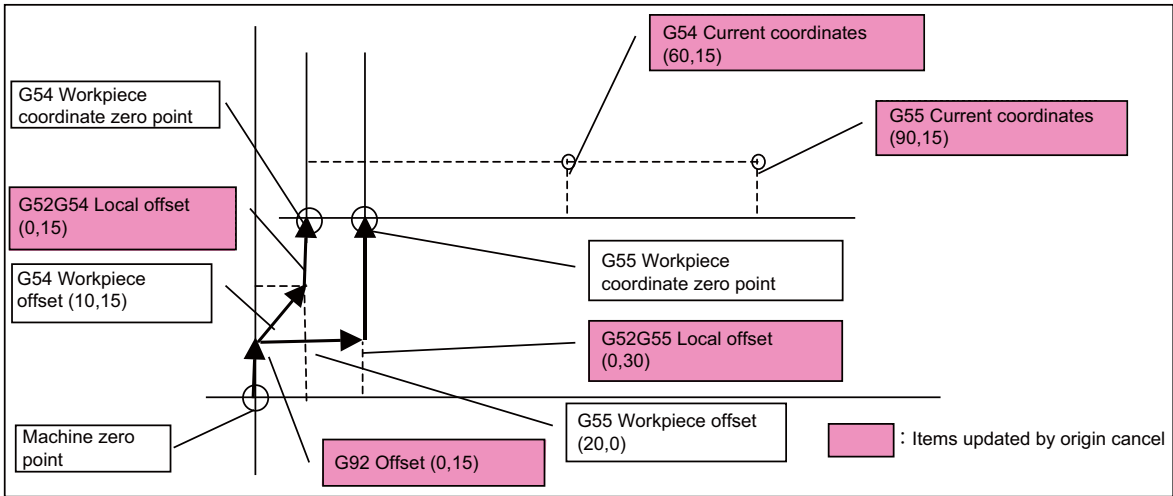 G54 Current coordinates
(60,15)
G54 Workpiece
coordinate zero point
G55 Current coordinates
(90,15)
G52G54 Local offset
(0,15)
G54 Workpiece
offset (10,15)
G55 Workpiece
coordinate zero point
G52G55 Local offset
(0,30)
G55 Workpiece offset
(20,0)
Machine zero
point
G92 Offset (0,15)
: Items updated by origin cancel